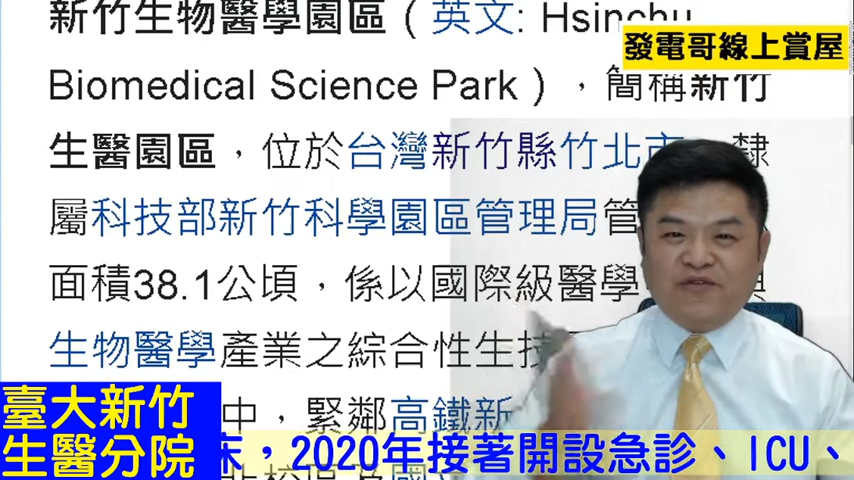 新竹生物醫學園區（英文: Hsinchu
發電哥線上賞屋
Biomedical Science Park），簡稱新竹
生醫園區，位於台灣新竹縣竹北市 隸
屬科技部新竹科學園區管理局管
面積38.1公頃，係以國際級醫學
生物醫學產業之綜合性生技
中，緊鄰高鐵新
臺大新竹
生醫分院
床，2020年接著開設急診、ICU、